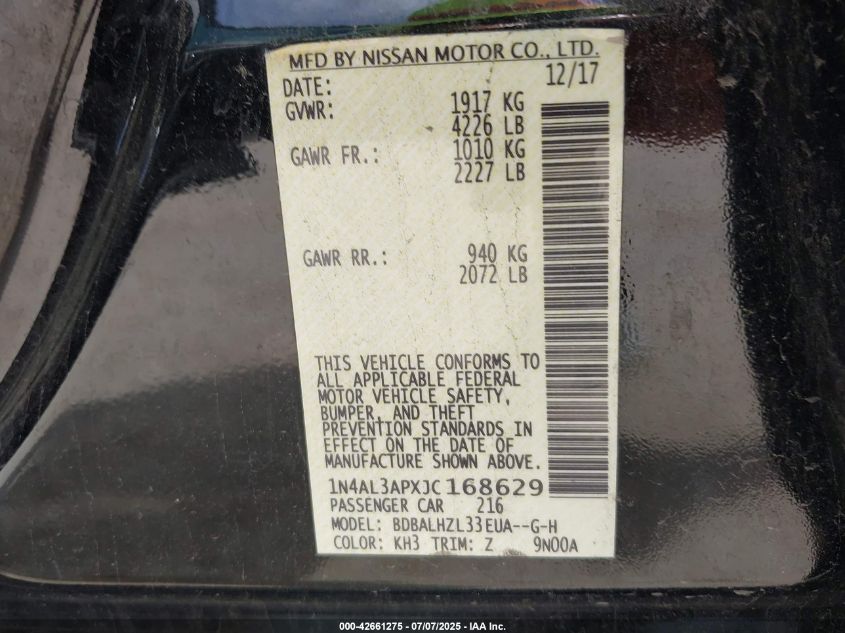 MFD BY NISSAN MOTOR CO., LTD.
DATE: 12/17
GVWR: 1917 KG
4226 LB
GAWR FR.: 1010 KG
2227 LB
GAWR RR.: 940 KG
2072 LB
THIS VEHICLE CONFORMS TO
ALL APPLICABLE FEDERAL
MOTOR VEHICLE SAFETY,
BUMPER, AND THEFT
PREVENTION STANDARDS IN
EFFECT ON THE DATE OF
MANUFACTURE SHOWN ABOVE.
1N4AL3APXJC168629
PASSENGER CAR 216
MODEL: BDBALHZL33EUA--G-H
COLOR: KH3 TRIM: Z 9N00A
000-42661275 - 07/07/2025 - IAA Inc.